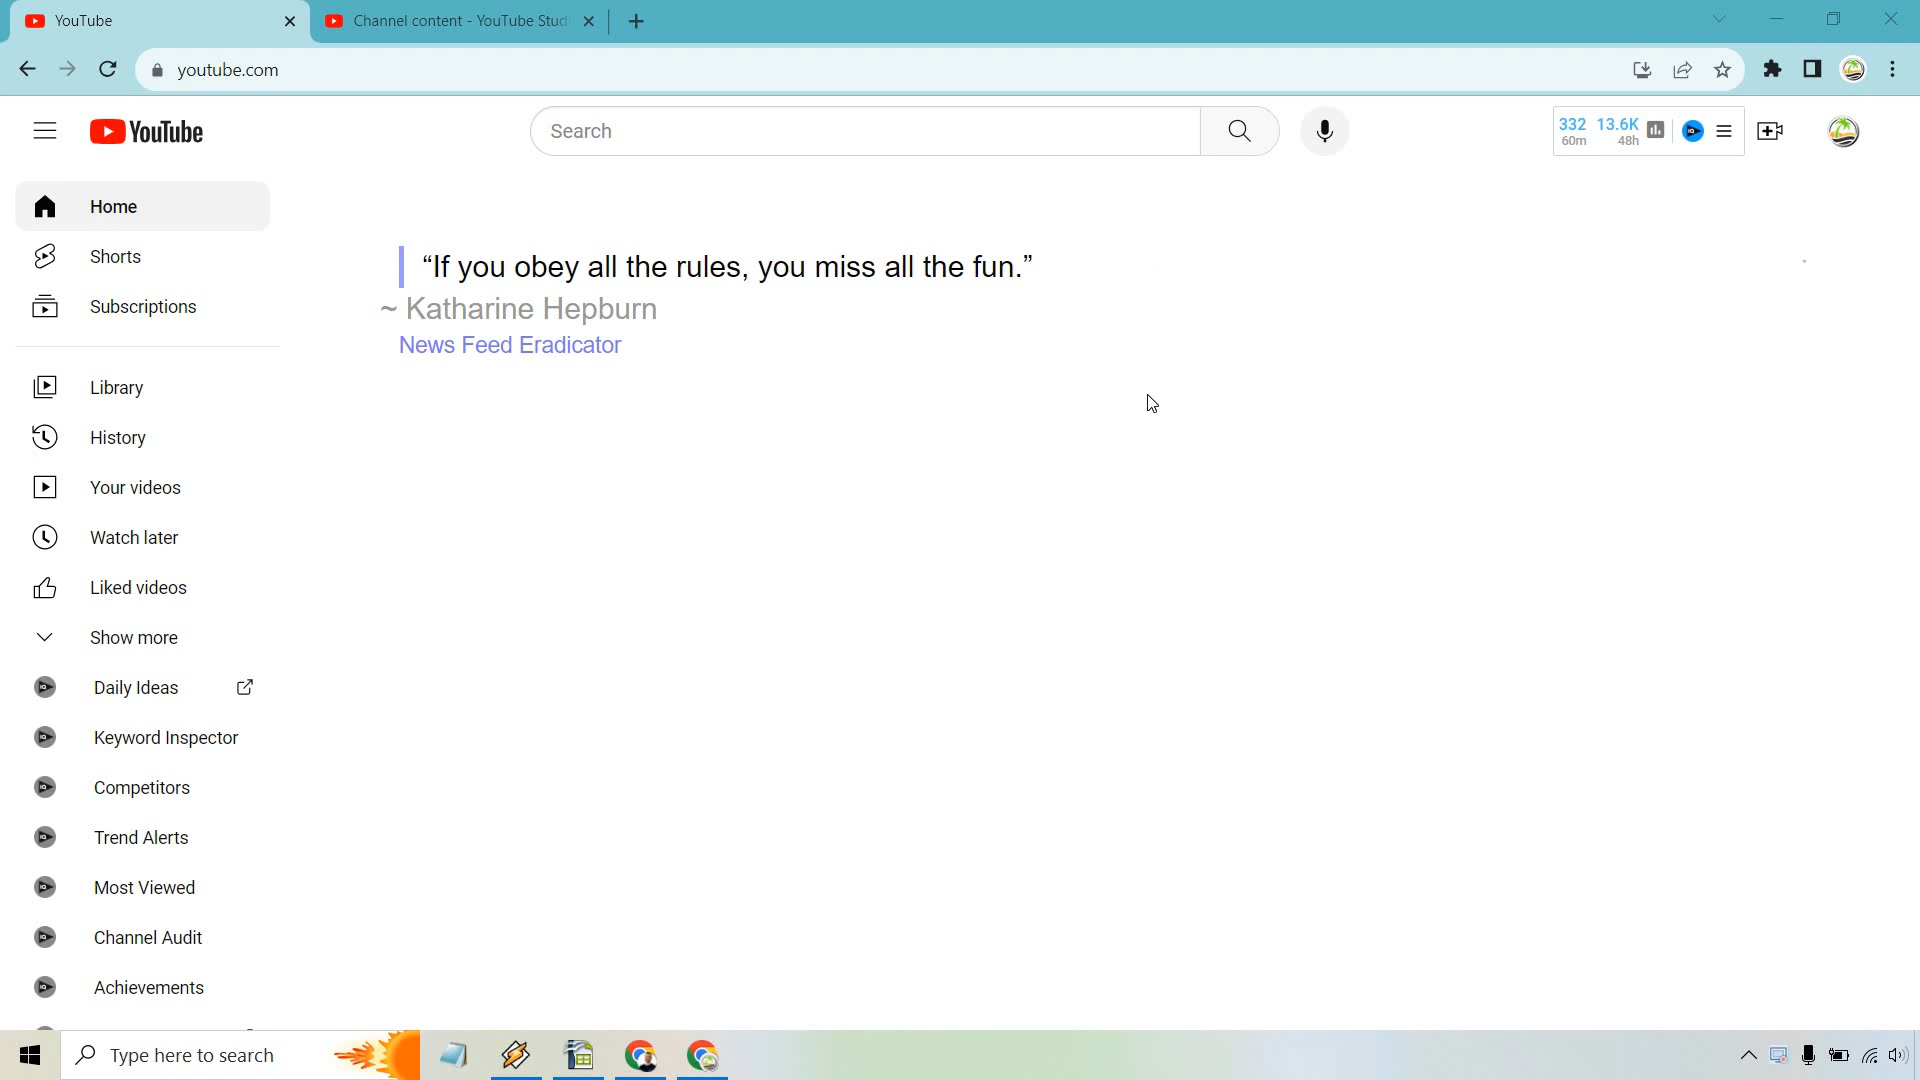 YouTube
Channel content - YouTube Stud
youtube.com
YouTube
Search
332 13.6K
60m 48h
Home
Shorts
Subscriptions
“If you obey all the rules, you miss all the fun.”
~ Katharine Hepburn
News Feed Eradicator
Library
History
Your videos
Watch later
Liked videos
Show more
Daily Ideas
Keyword Inspector
Competitors
Trend Alerts
Most Viewed
Channel Audit
Achievements
Type here to search